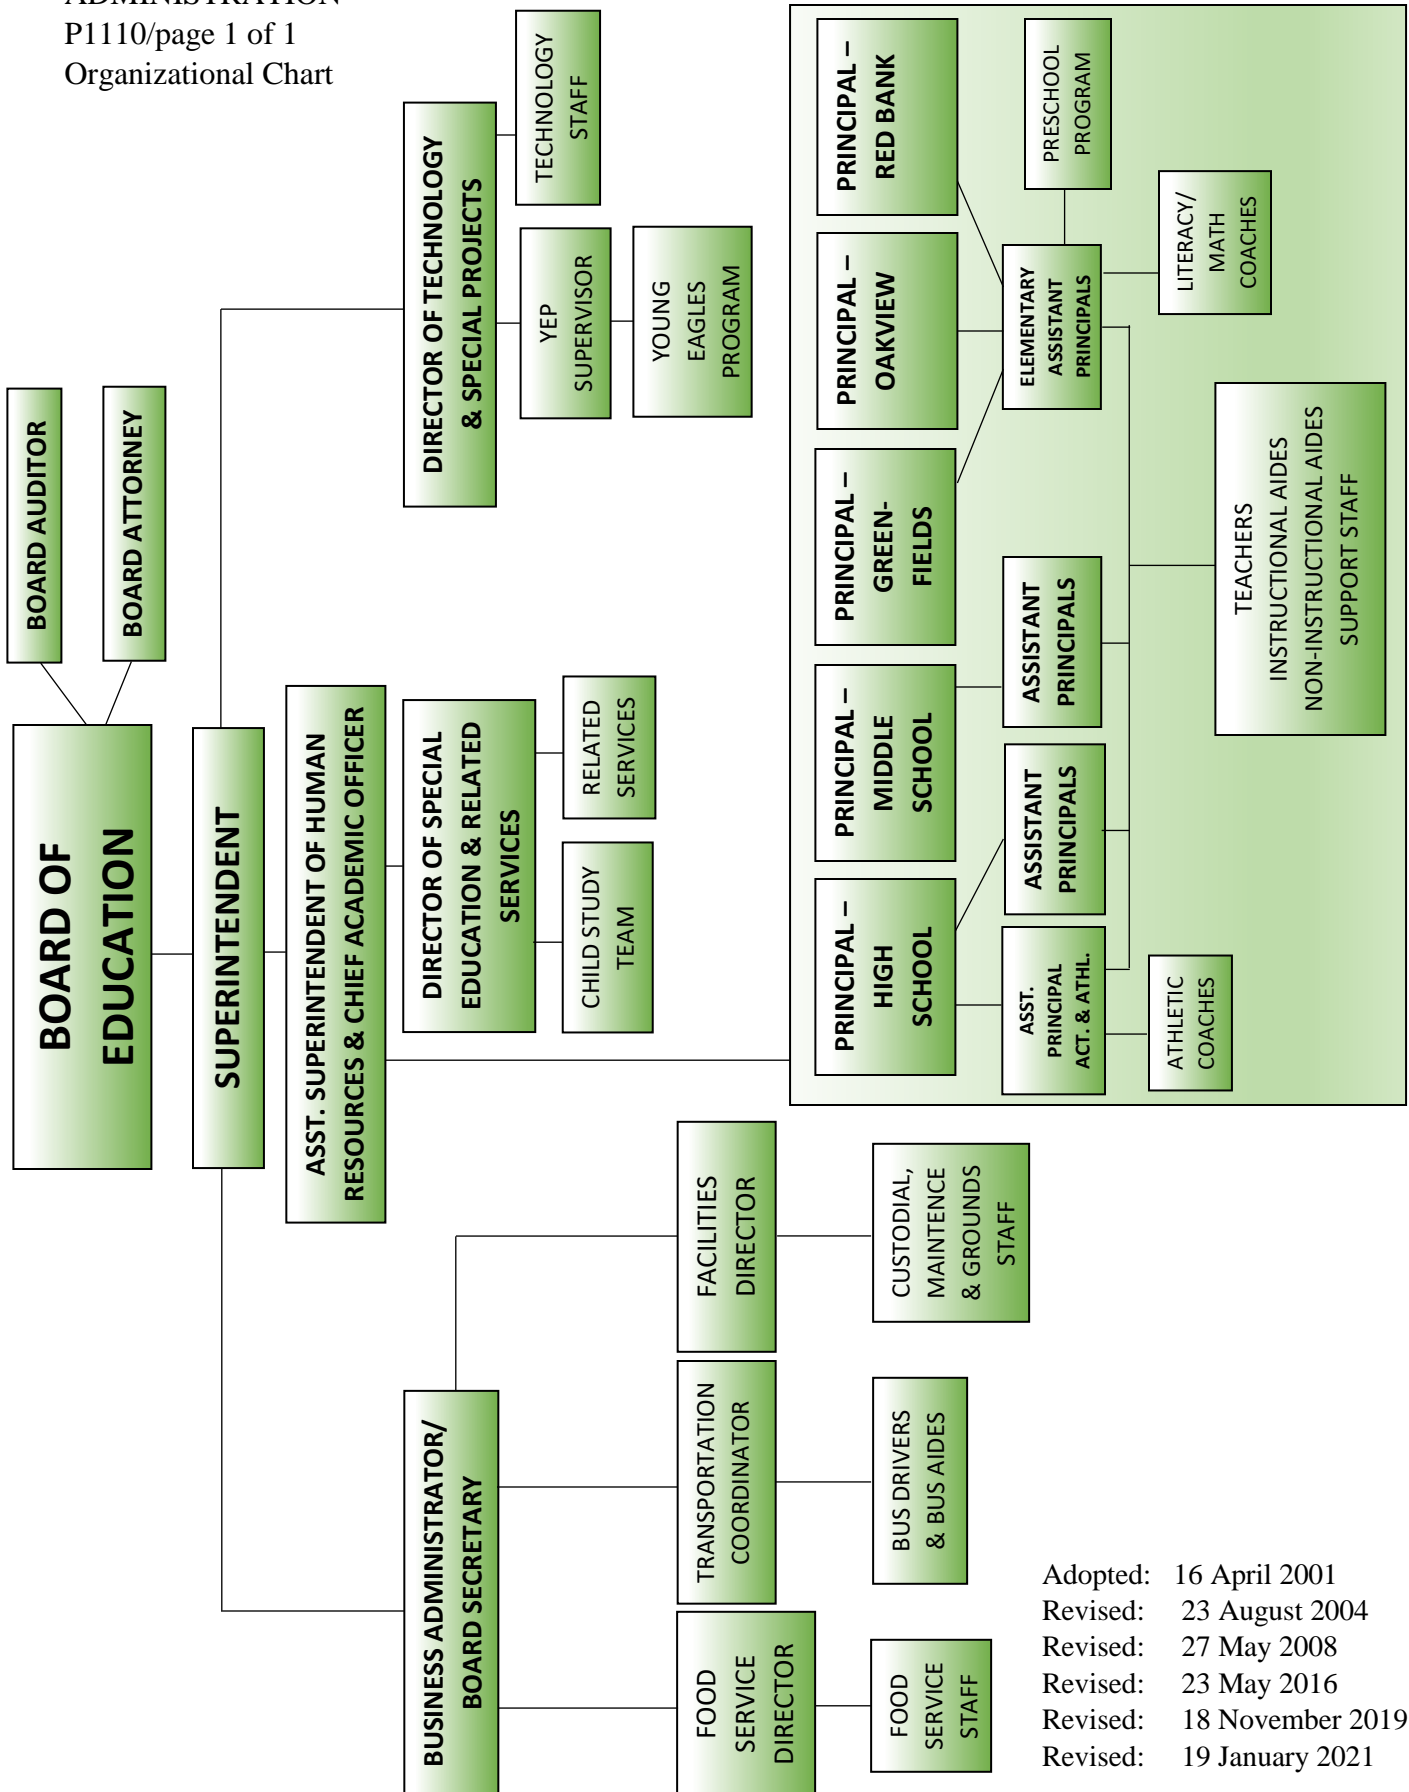 ADMINISTRATION
P1110/page 1 of 1
Organizational Chart
BOARD OF
EDUCATION
BOARD AUDITOR
BOARD ATTORNEY
SUPERINTENDENT
ASST. SUPERINTENDENT OF HUMAN
RESOURCES & CHIEF ACADEMIC OFFICER
BUSINESS ADMINISTRATOR/
BOARD SECRETARY
DIRECTOR OF SPECIAL
EDUCATION & RELATED
SERVICES
DIRECTOR OF TECHNOLOGY
& SPECIAL PROJECTS
CHILD STUDY
TEAM
RELATED
SERVICES
YEP
SUPERVISOR
TECHNOLOGY
STAFF
YOUNG
EAGLES
PROGRAM
FOOD
SERVICE
DIRECTOR
TRANSPORTATION
COORDINATOR
FACILITIES
DIRECTOR
FOOD
SERVICE
STAFF
BUS DRIVERS
& BUS AIDES
CUSTODIAL,
MAINTENCE
& GROUNDS
STAFF
PRINCIPAL –
HIGH
SCHOOL
PRINCIPAL –
MIDDLE
SCHOOL
PRINCIPAL –
GREEN-
FIELDS
PRINCIPAL –
OAKVIEW
PRINCIPAL –
RED BANK
ASST.
PRINCIPAL
ACT. & ATHL.
ASSISTANT
PRINCIPALS
ASSISTANT
PRINCIPALS
ELEMENTARY
ASSISTANT
PRINCIPALS
PRESCHOOL
PROGRAM
ATHLETIC
COACHES
LITERACY/
MATH
COACHES
TEACHERS
INSTRUCTIONAL AIDES
NON-INSTRUCTIONAL AIDES
SUPPORT STAFF
Adopted: 16 April 2001
Revised: 23 August 2004
Revised: 27 May 2008
Revised: 23 May 2016
Revised: 18 November 2019
Revised: 19 January 2021